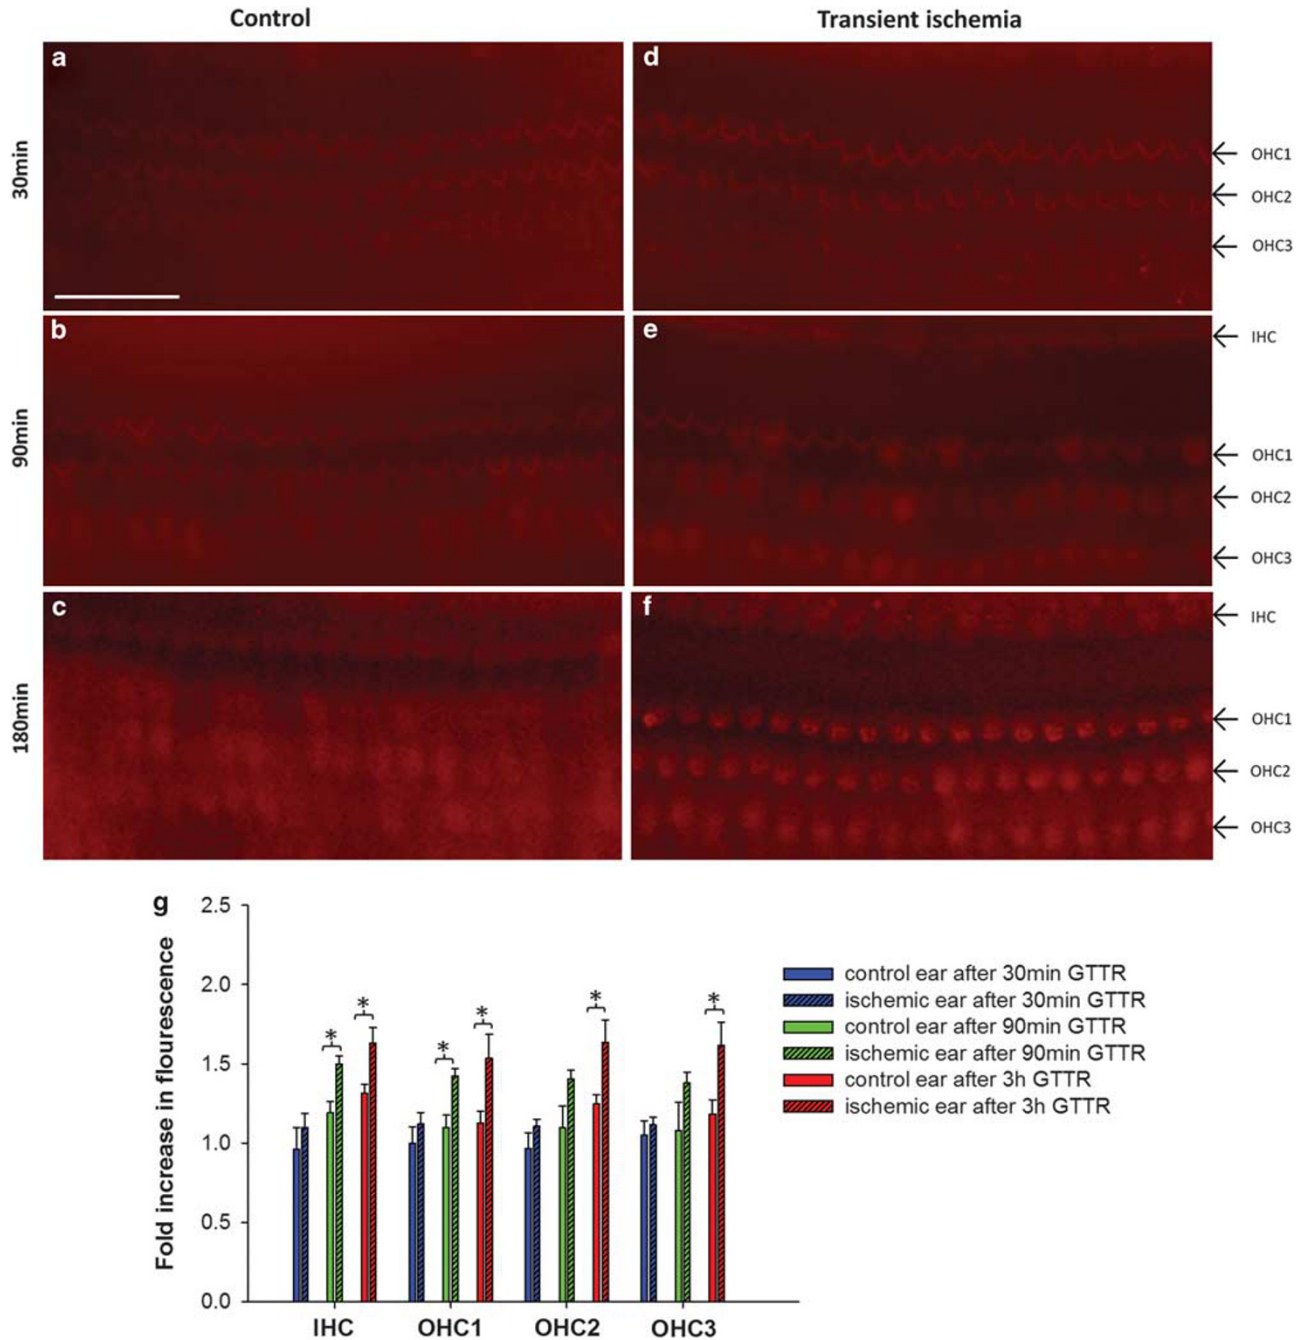 Control
Transient ischemia
a
d
30min
OHC1
OHC2
OHC3
b
e
90min
IHC
OHC1
OHC2
OHC3
c
f
180min
IHC
OHC1
OHC2
OHC3
g
Fold increase in flourescence
2.5
2.0
1.5
1.0
0.5
0.0
* * * * * *
IHC OHC1 OHC2 OHC3
control ear after 30min GTTR
ischemic ear after 30min GTTR
control ear after 90min GTTR
ischemic ear after 90min GTTR
control ear after 3h GTTR
ischemic ear after 3h GTTR